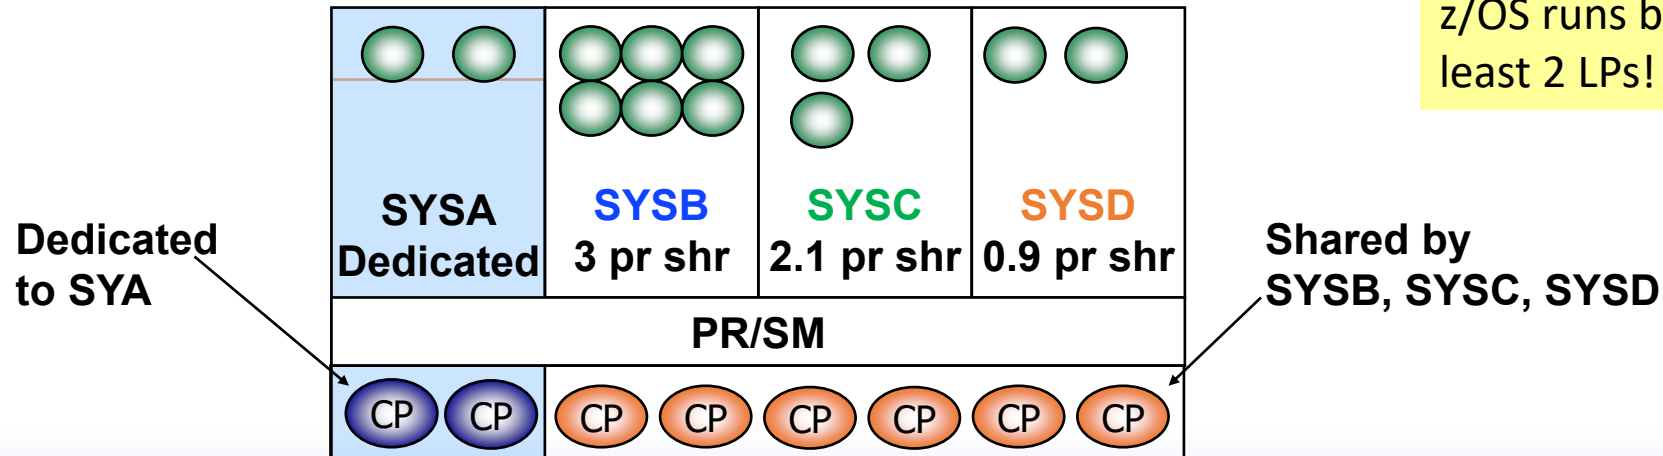 z/OS runs b
least 2 LPs!
SYSA
Dedicated
SYSB
3 pr shr
SYSC
2.1 pr shr
SYSD
0.9 pr shr
Dedicated
to SYA
Shared by
SYSB, SYSC, SYSD
PR/SM
CP CP CP CP CP CP CP CP